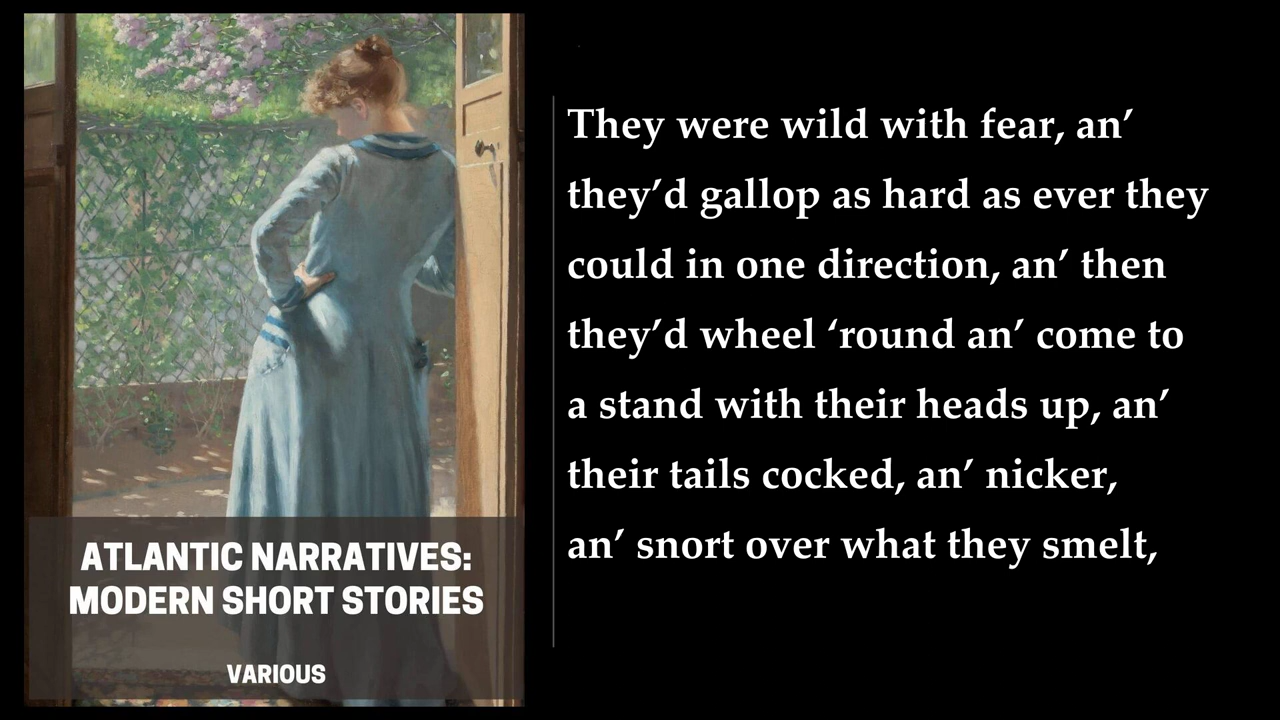 ATLANTIC NARRATIVES:
MODERN SHORT STORIES
VARIOUS
They were wild with fear, an’
they’d gallop as hard as ever they
could in one direction, an’ then
they’d wheel ‘round an’ come to
a stand with their heads up, an’
their tails cocked, an’ nicker,
an’ snort over what they smelt,